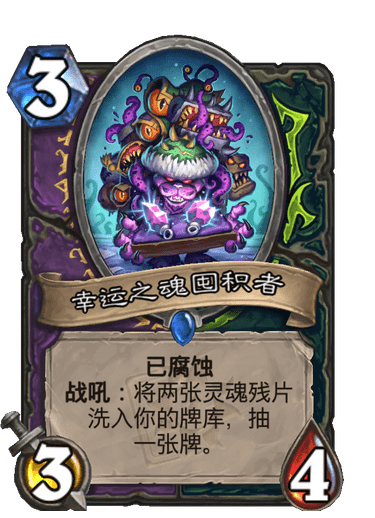 3
幸运之魂囤积者
已腐蚀
战吼：将两张灵魂残片
洗入你的牌库，抽
一张牌。
3
4